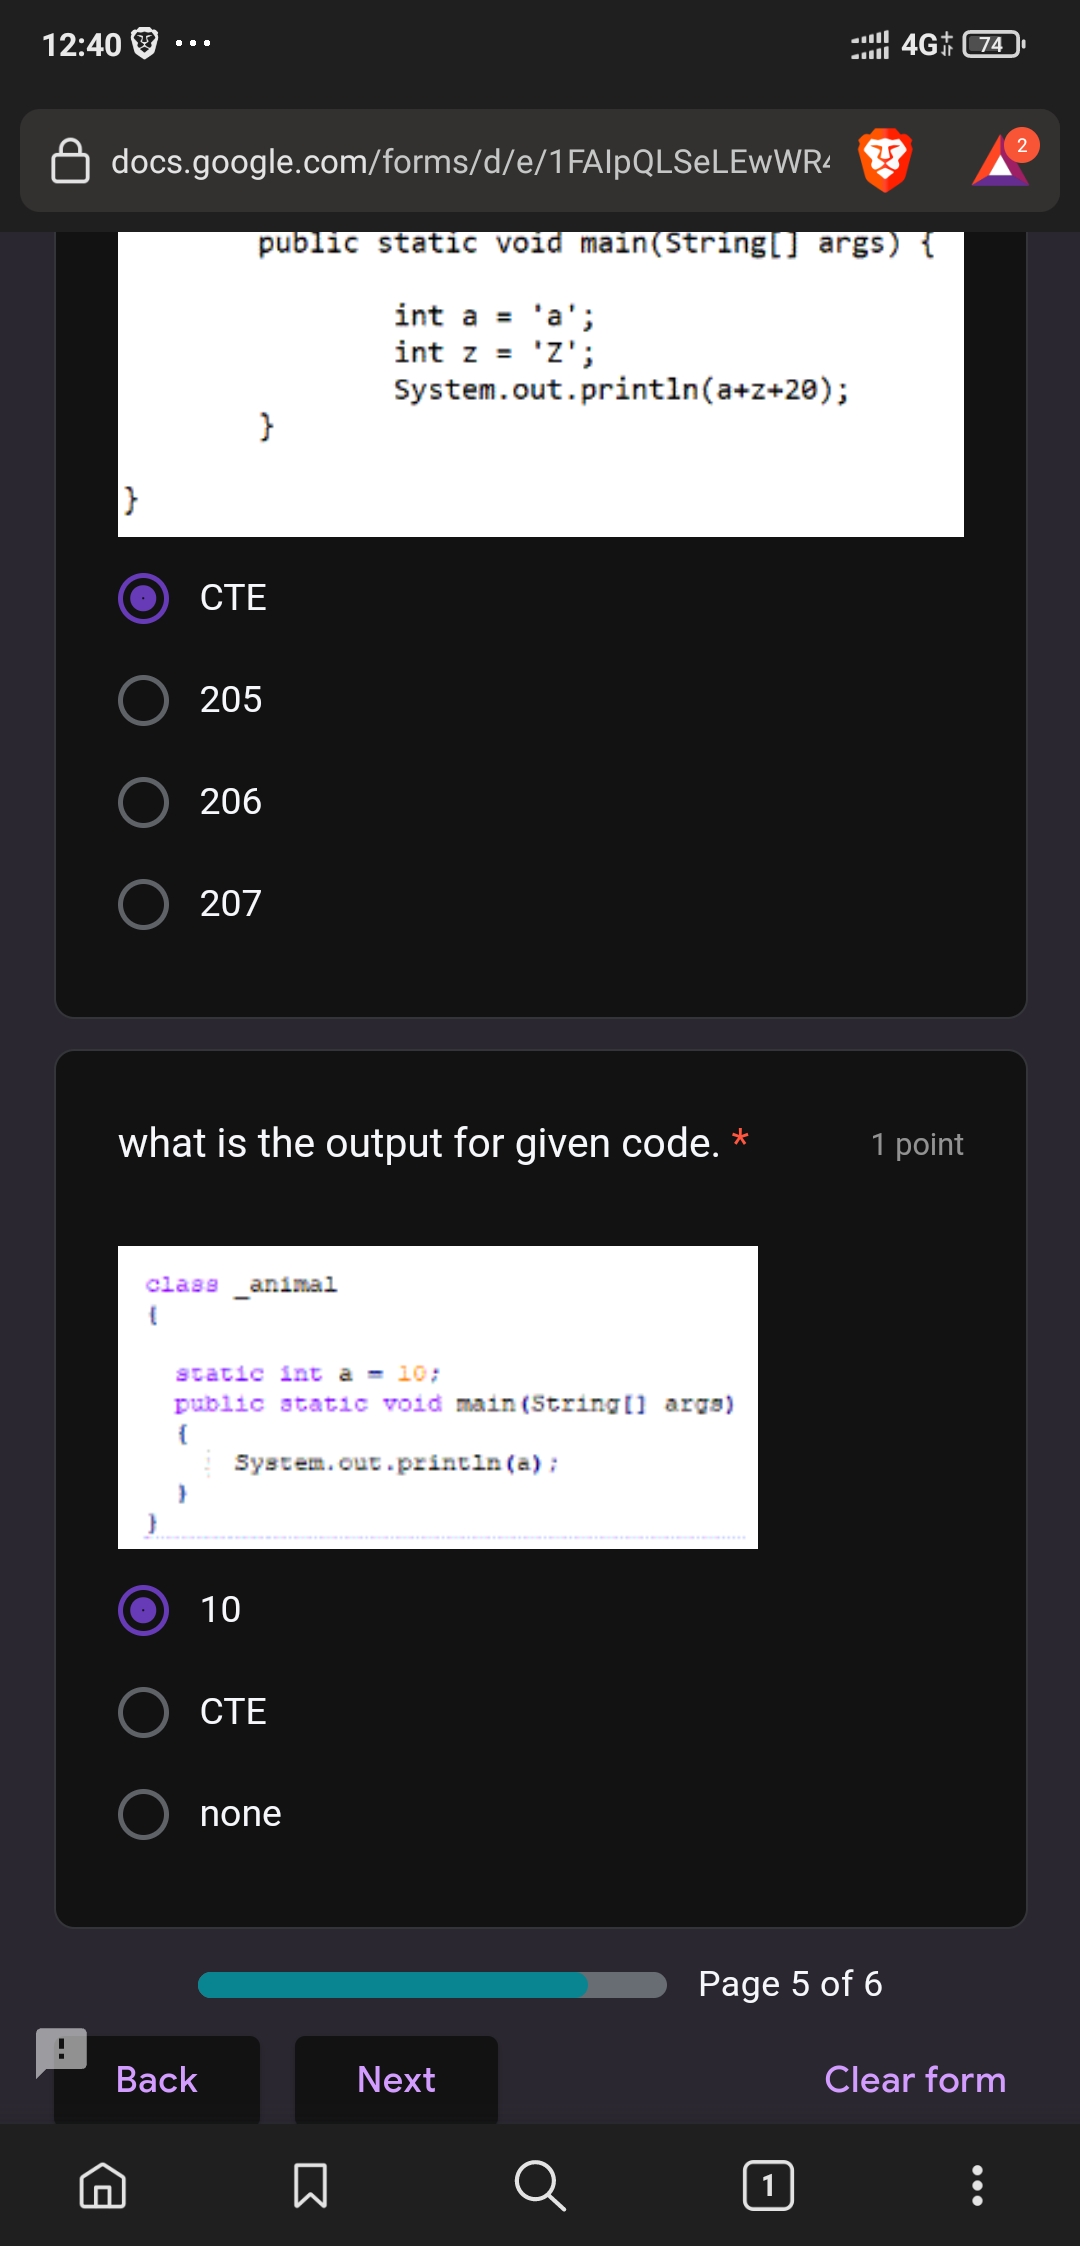 12:40 ...
4G 74
docs.google.com/forms/d/e/1FAIpQLSeLEwWR
2
public static void main(String[] args) {
int a = 'a';
int z = 'Z';
System.out.println(a+z+20);
}
}
CTE
205
206
207
what is the output for given code. *
1 point
class _animal
{
static int a = 10;
public static void main(String[] args)
{
System.out.println(a);
}
}
10
CTE
none
Page 5 of 6
!
Back
Next
Clear form
1